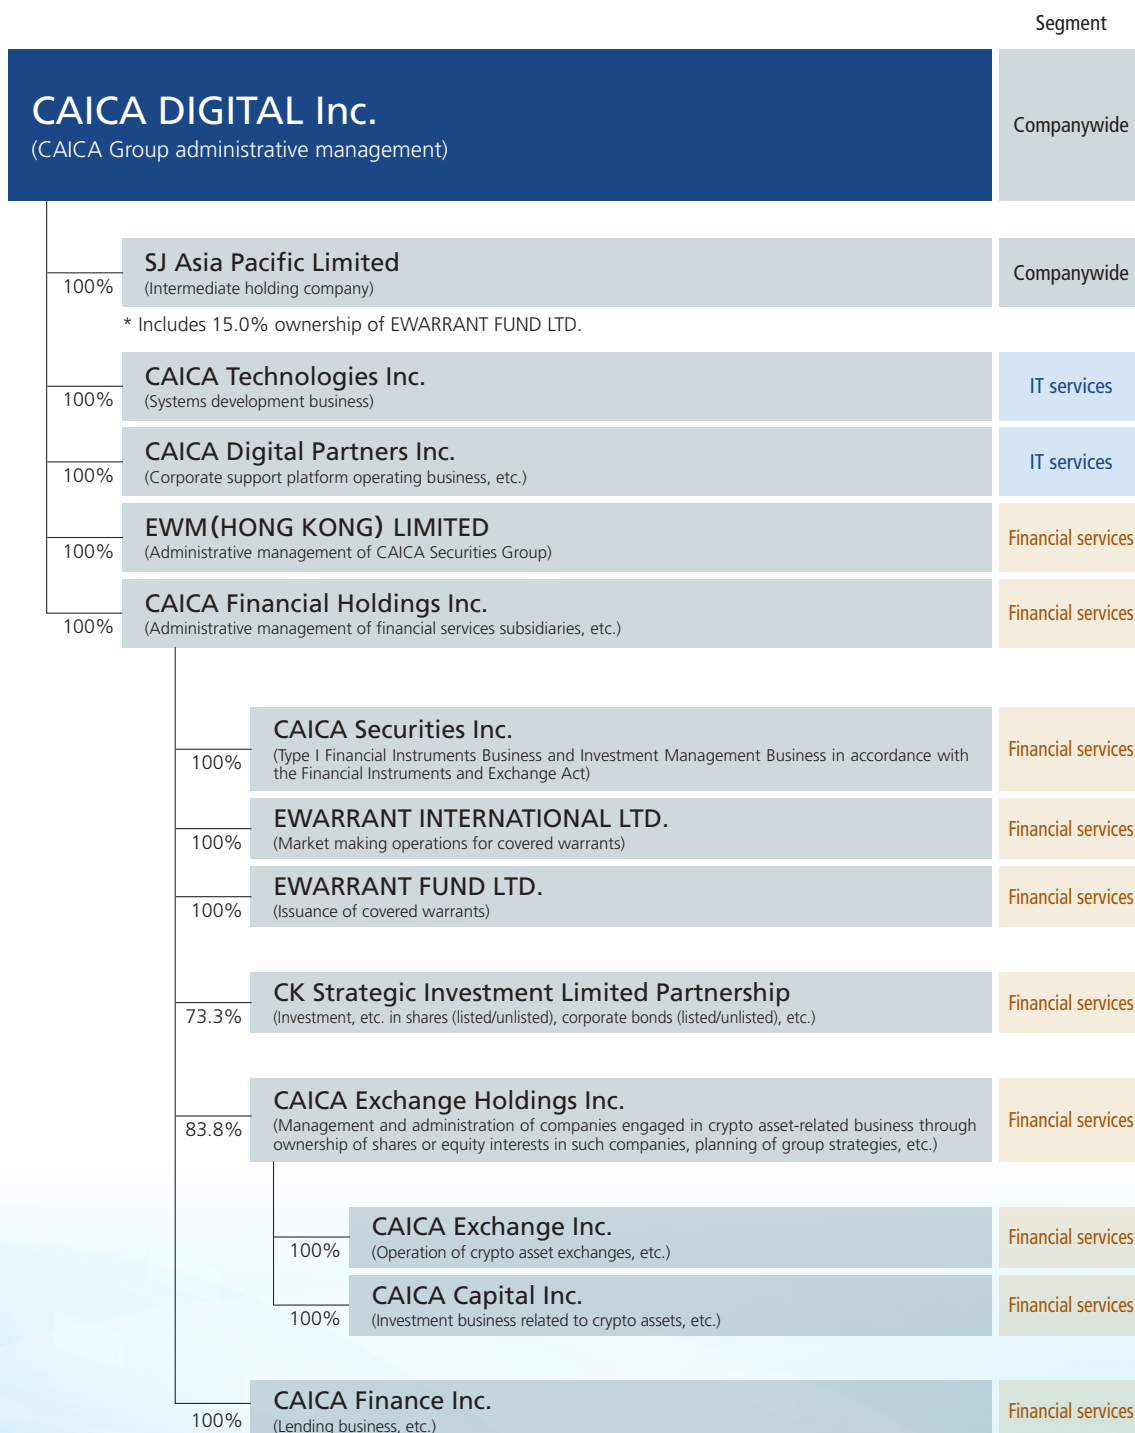 Segment
CAICA DIGITAL Inc.
(CAICA Group administrative management)
Companywide
SJ Asia Pacific Limited
(Intermediate holding company)
100%
Companywide
* Includes 15.0% ownership of EWARRANT FUND LTD.
CAICA Technologies Inc.
(Systems development business)
100%
IT services
CAICA Digital Partners Inc.
(Corporate support platform operating business, etc.)
100%
IT services
EWM(HONG KONG) LIMITED
(Administrative management of CAICA Securities Group)
100%
Financial services
CAICA Financial Holdings Inc.
(Administrative management of financial services subsidiaries, etc.)
100%
Financial services
CAICA Securities Inc.
(Type I Financial Instruments Business and Investment Management Business in accordance with
the Financial Instruments and Exchange Act)
100%
Financial services
EWARRANT INTERNATIONAL LTD.
(Market making operations for covered warrants)
100%
Financial services
EWARRANT FUND LTD.
(Issuance of covered warrants)
100%
Financial services
CK Strategic Investment Limited Partnership
(Investment, etc. in shares (listed/unlisted), corporate bonds (listed/unlisted), etc.)
73.3%
Financial services
CAICA Exchange Holdings Inc.
(Management and administration of companies engaged in crypto asset-related business through
ownership of shares or equity interests in such companies, planning of group strategies, etc.)
83.8%
Financial services
CAICA Exchange Inc.
(Operation of crypto asset exchanges, etc.)
100%
Financial services
CAICA Capital Inc.
(Investment business related to crypto assets, etc.)
100%
Financial services
CAICA Finance Inc.
(Lending business, etc.)
100%
Financial services